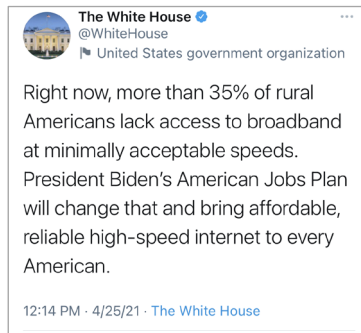 The White House
@WhiteHouse
United States government organization
Right now, more than 35% of rural
Americans lack access to broadband
at minimally acceptable speeds.
President Biden's American Jobs Plan
will change that and bring affordable,
reliable high-speed internet to every
American.
12:14 PM · 4/25/21 · The White House